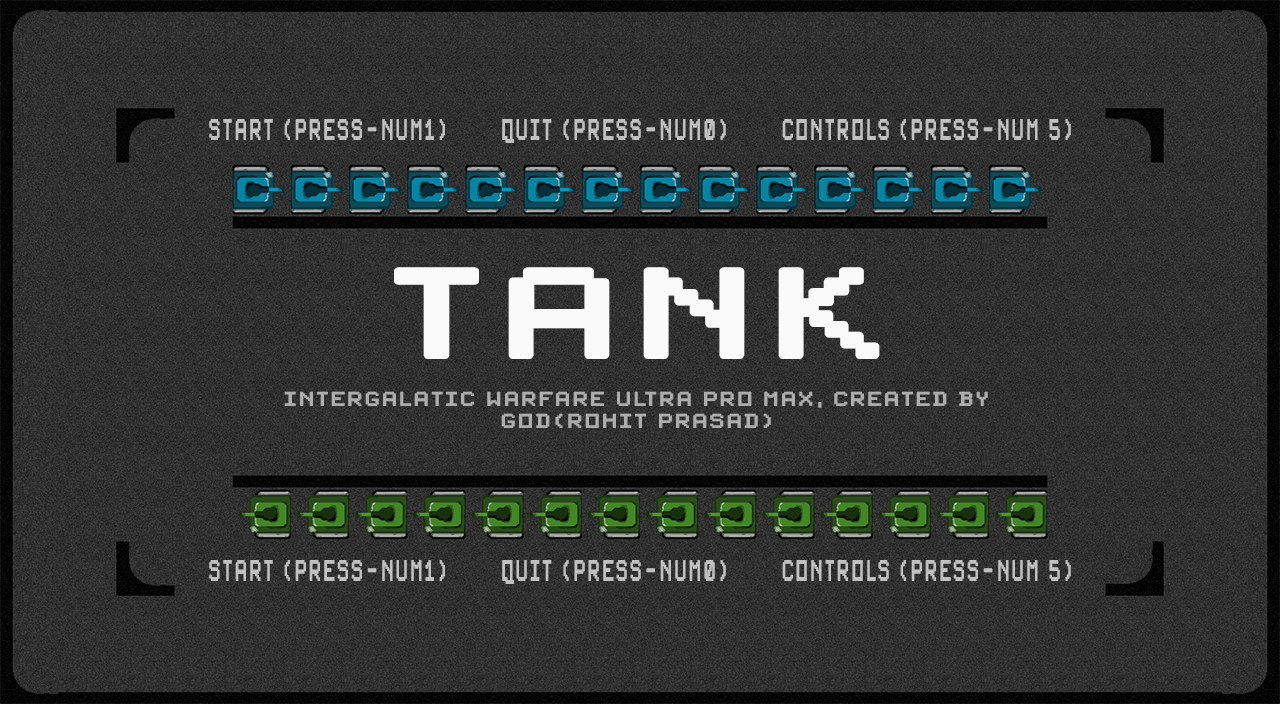 START (PRESS-NUM1) QUIT (PRESS-NUM0) CONTROLS (PRESS-NUM 5)
TANK
INTERGALATIC WARFARE ULTRA PRO MAX, CREATED BY
GOD(ROHIT PRASAD)
START (PRESS-NUM1) QUIT (PRESS-NUM0) CONTROLS (PRESS-NUM 5)